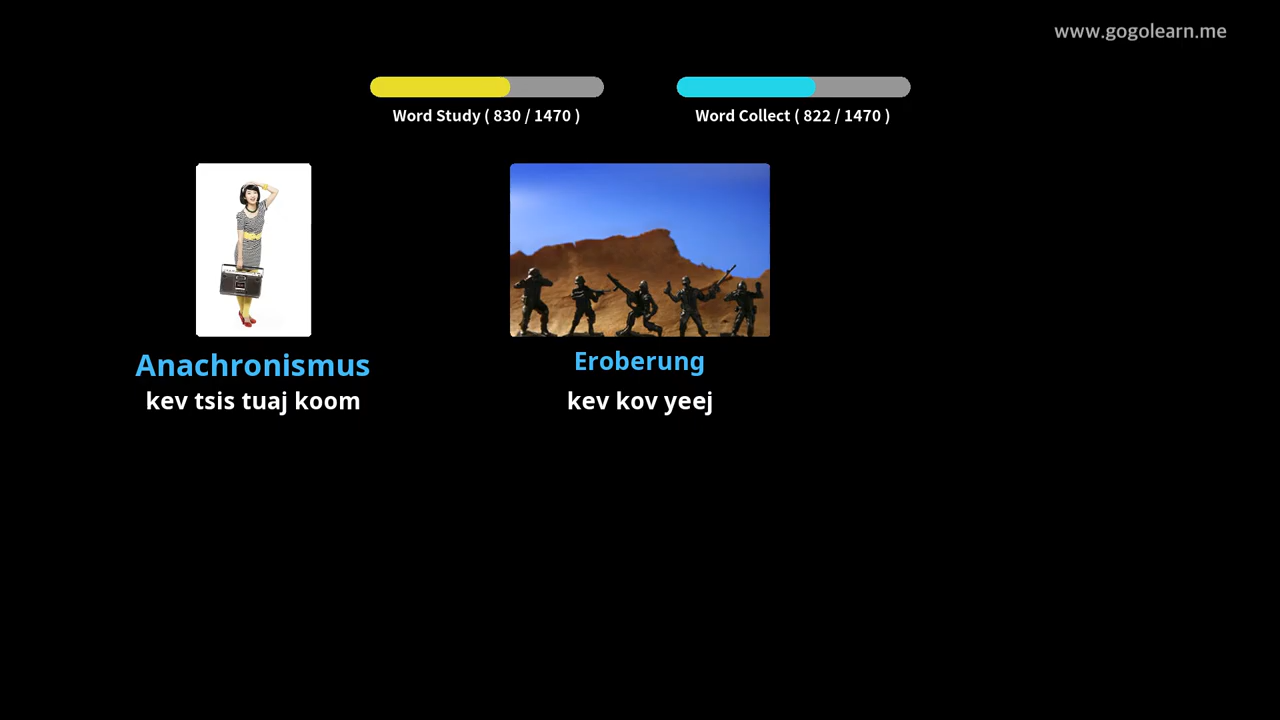 www.gogolearn.me
Word Study ( 830 / 1470 )
Word Collect ( 822 / 1470 )
Anachronismus
kev tsis tuaj koom
Eroberung
kev kov yeej